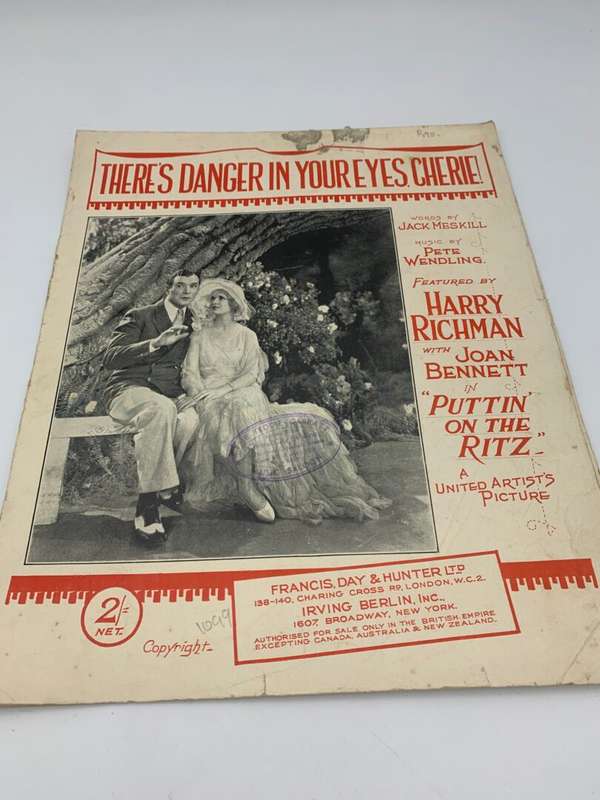 THERE'S DANGER IN YOUR EYES, CHERIE!
WORDS BY
JACK MESKILL
MUSIC BY
PETE
WENDLING.
FEATURED BY
HARRY
RICHMAN
WITH JOAN
BENNETT
IN
"PUTTIN'
ON THE
RITZ"
A
UNITED ARTIST'S
PICTURE
FRANCIS, DAY & HUNTER LTD
138-140, CHARING CROSS RD, LONDON, W.C.2.
IRVING BERLIN, INC.,
1607, BROADWAY, NEW YORK.
AUTHORISED FOR SALE ONLY IN THE BRITISH EMPIRE
EXCEPTING CANADA, AUSTRALIA & NEW ZEALAND.
2/=
NET.
1099
Copyright